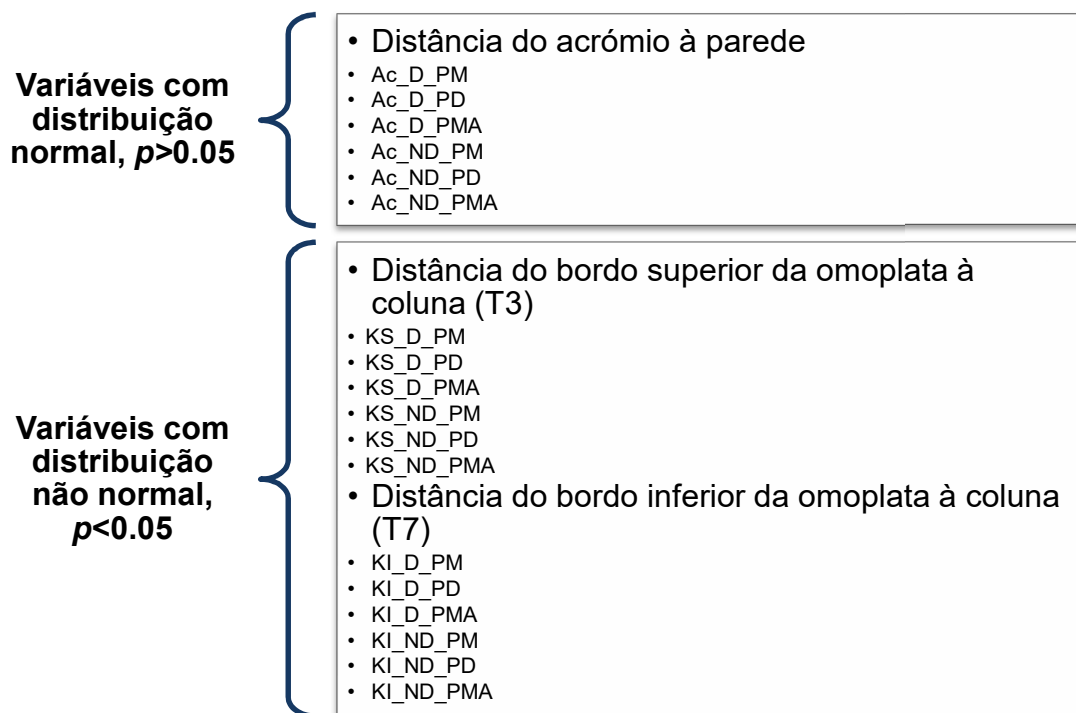 Variáveis com
distribuição
normal, p>0.05
• Distância do acrómio à parede
• Ac_D_PM
• Ac_D_PD
• Ac_D_PMA
• Ac_ND_PM
• Ac_ND_PD
• Ac_ND_PMA
Variáveis com
distribuição
não normal,
p<0.05
• Distância do bordo superior da omoplata à
coluna (T3)
• KS_D_PM
• KS_D_PD
• KS_D_PMA
• KS_ND_PM
• KS_ND_PD
• KS_ND_PMA
• Distância do bordo inferior da omoplata à coluna
(T7)
• KI_D_PM
• KI_D_PD
• KI_D_PMA
• KI_ND_PM
• KI_ND_PD
• KI_ND_PMA